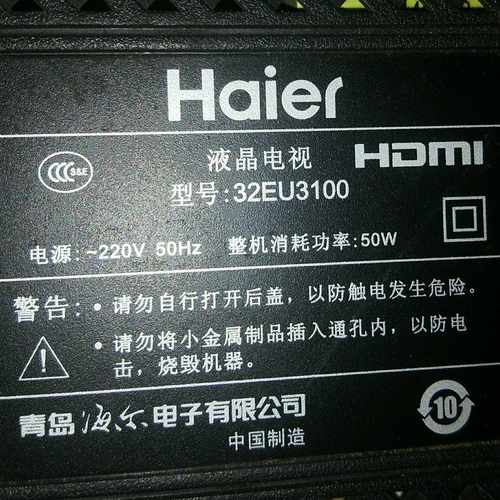 Haier
液晶电视 HDMI
CCC S&E
型号:32EU3100
电源:~220V 50Hz 整机消耗功率:50W
警告:• 请勿自行打开后盖，以防触电发生危险。
• 请勿将小金属制品插入通孔内，以防电
击，烧毁机器。
青岛海尔电子有限公司
10
中国制造